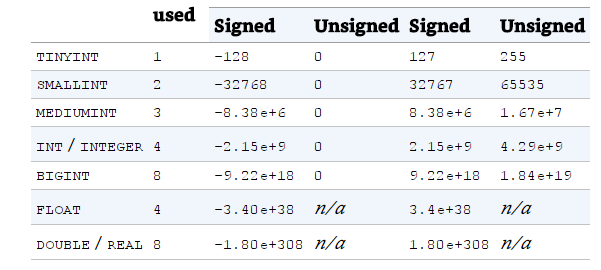 used
Signed Unsigned Signed Unsigned
TINYINT 1 -128 0 127 255
SMALLINT 2 -32768 0 32767 65535
MEDIUMINT 3 -8.38e+6 0 8.38e+6 1.67e+7
INT / INTEGER 4 -2.15e+9 0 2.15e+9 4.29e+9
BIGINT 8 -9.22e+18 0 9.22e+18 1.84e+19
FLOAT 4 -3.40e+38 n/a 3.4e+38 n/a
DOUBLE / REAL 8 -1.80e+308 n/a 1.80e+308 n/a